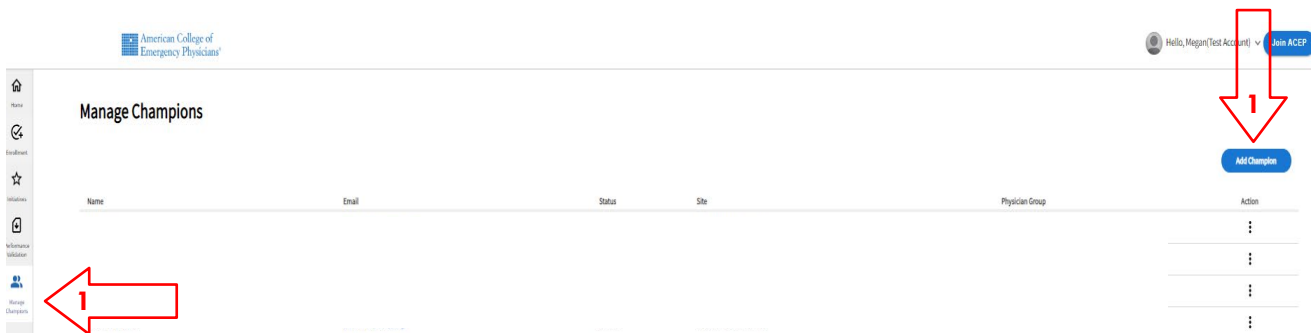 American College of
Emergency Physicians®
Hello, Megan(Test Account)
Join ACEP
1
Home
Manage Champions
Enrollment
Add Champion
Initiatives
Name Email Status Site Physician Group Action
Performance
Validation
1
Manage
Champions